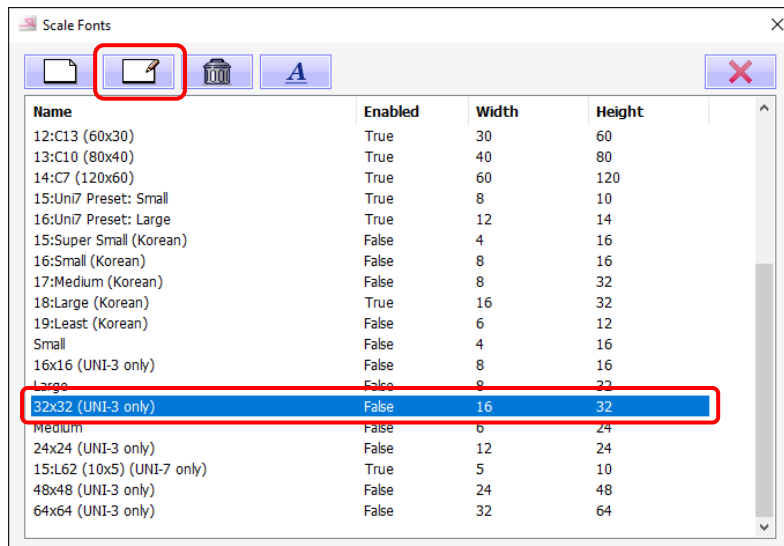 Scale Fonts
A
Name Enabled Width Height
12:C13 (60x30) True 30 60
13:C10 (80x40) True 40 80
14:C7 (120x60) True 60 120
15:Uni7 Preset: Small True 8 10
16:Uni7 Preset: Large True 12 14
15:Super Small (Korean) False 4 16
16:Small (Korean) False 8 16
17:Medium (Korean) False 8 32
18:Large (Korean) True 16 32
19:Least (Korean) False 6 12
Small False 4 16
16x16 (UNI-3 only) False 8 16
Large False 8 32
32x32 (UNI-3 only) False 16 32
Medium False 6 24
24x24 (UNI-3 only) False 12 24
15:L62 (10x5) (UNI-7 only) True 5 10
48x48 (UNI-3 only) False 24 48
64x64 (UNI-3 only) False 32 64